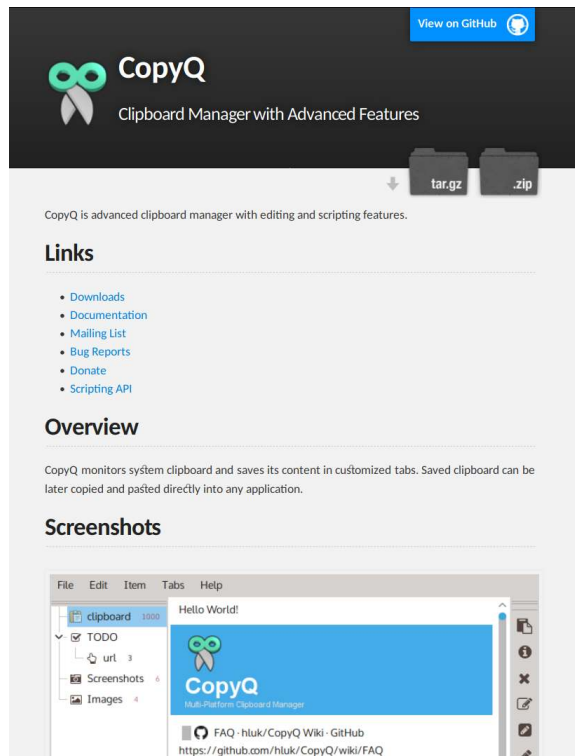 View on GitHub
CopyQ
Clipboard Manager with Advanced Features
tar.gz
.zip
CopyQ is advanced clipboard manager with editing and scripting features.
Links
Downloads
Documentation
Mailing List
Bug Reports
Donate
Scripting API
Overview
CopyQ monitors system clipboard and saves its content in customized tabs. Saved clipboard can be
later copied and pasted directly into any application.
Screenshots
File Edit Item Tabs Help
clipboard 1000
TODO
url 3
Screenshots 6
Images 4
Hello World!
CopyQ
Multi-Platform Clipboard Manager
FAQ · hluk/CopyQ Wiki · GitHub
https://github.com/hluk/CopyQ/wiki/FAQ